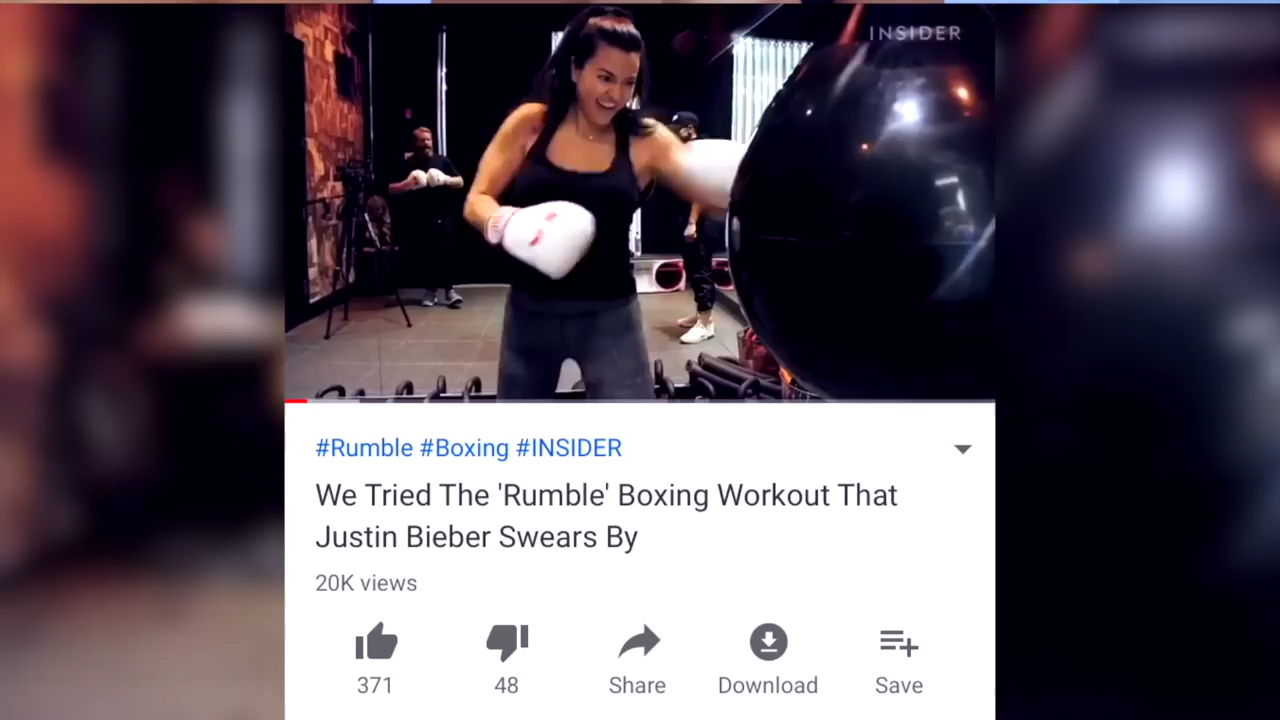 INSIDER
#Rumble #Boxing #INSIDER
We Tried The 'Rumble' Boxing Workout That
Justin Bieber Swears By
20K views
371 48 Share Download Save